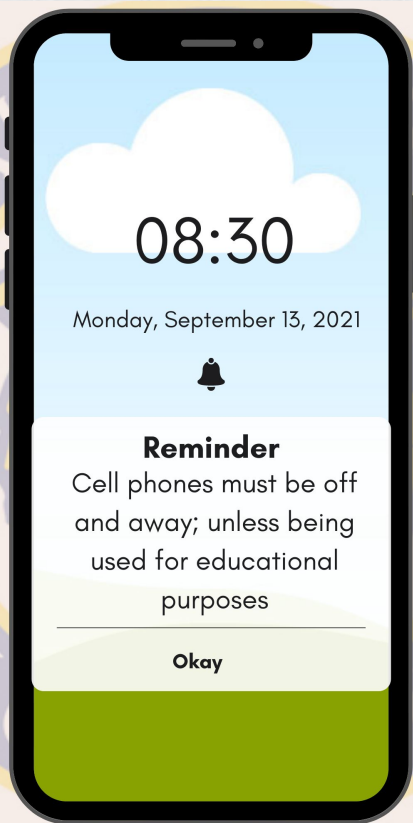 08:30
Monday, September 13, 2021
Reminder
Cell phones must be off
and away; unless being
used for educational
purposes
Okay